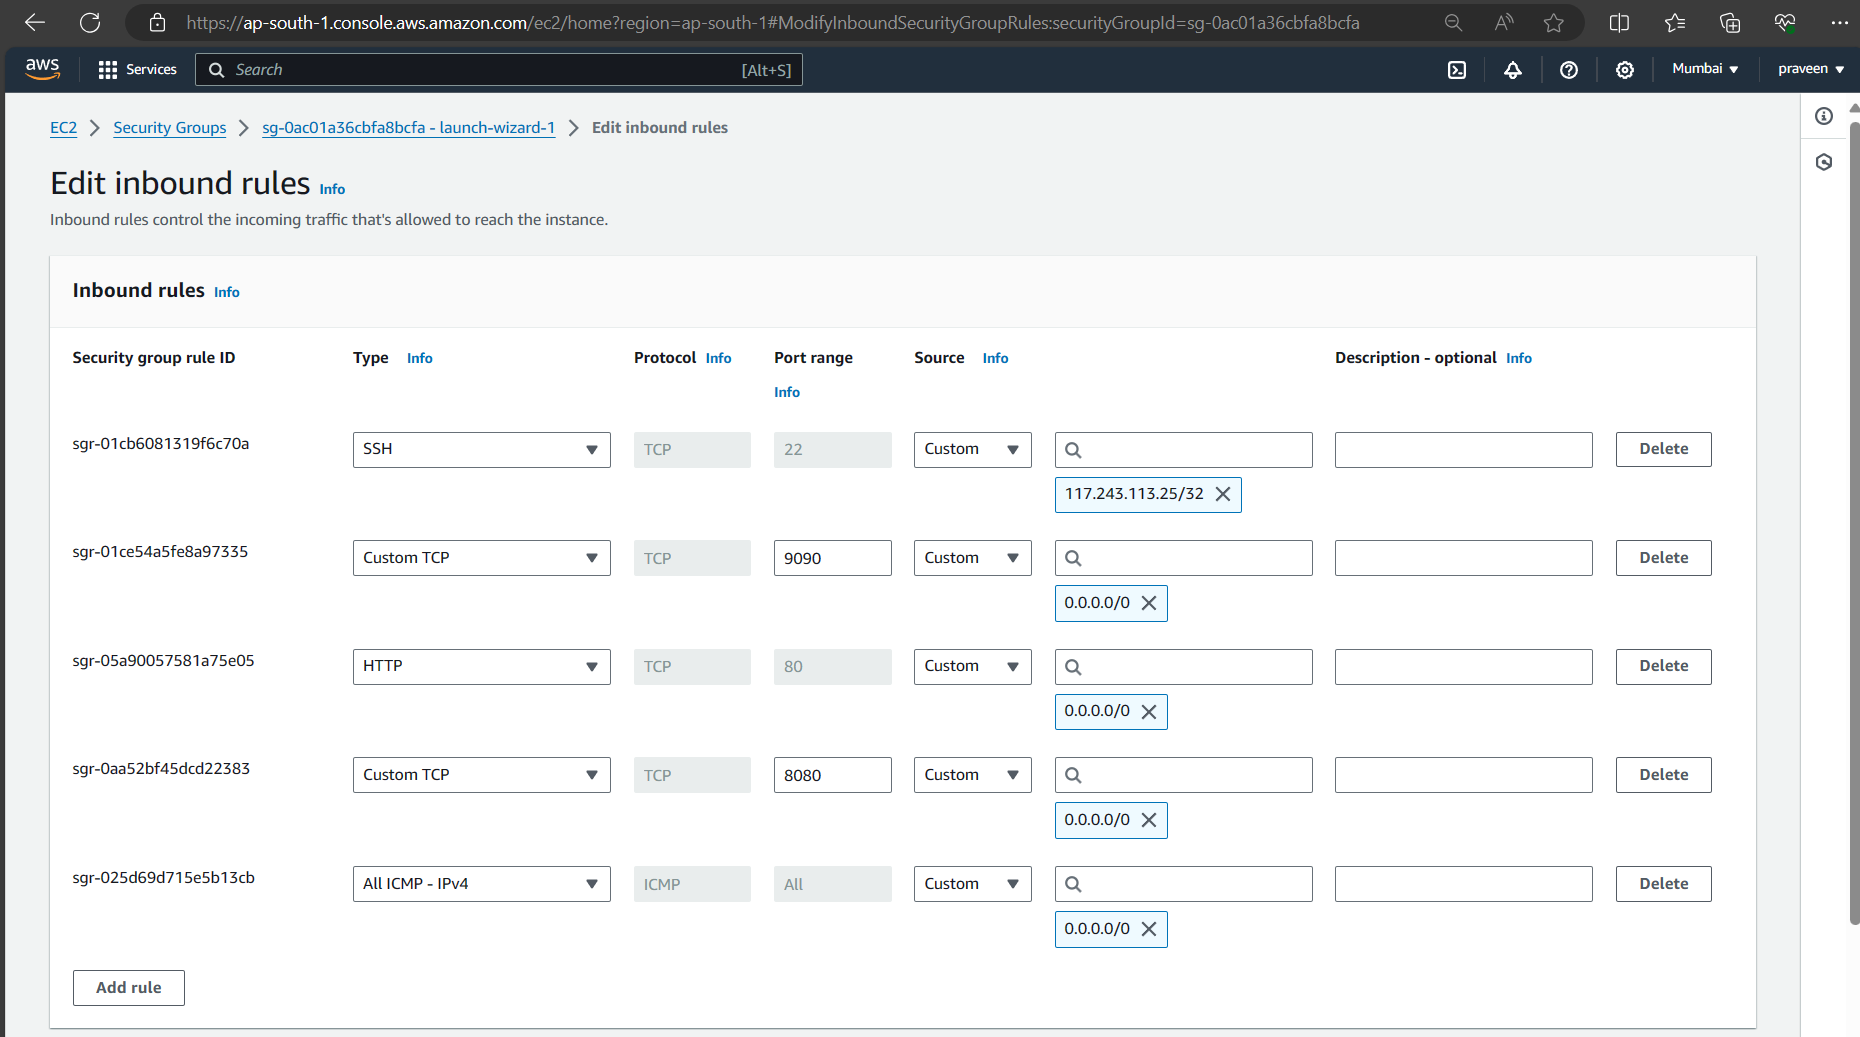 https://ap-south-1.console.aws.amazon.com/ec2/home?region=ap-south-1#ModifyInboundSecurityGroupRules:securityGroupId=sg-0ac01a36cbfa8bcfa
aws Services Search [Alt+S] Mumbai praveen
EC2 > Security Groups > sg-0ac01a36cbfa8bcfa - launch-wizard-1 > Edit inbound rules
Edit inbound rules Info
Inbound rules control the incoming traffic that's allowed to reach the instance.
Inbound rules Info
Security group rule ID Type Info Protocol Info Port range Source Info Description - optional Info
Info
sgr-01cb6081319f6c70a SSH TCP 22 Custom Delete
117.243.113.25/32
sgr-01ce54a5fe8a97335 Custom TCP TCP 9090 Custom Delete
0.0.0.0/0
sgr-05a90057581a75e05 HTTP TCP 80 Custom Delete
0.0.0.0/0
sgr-0aa52bf45dcd22383 Custom TCP TCP 8080 Custom Delete
0.0.0.0/0
sgr-025d69d715e5b13cb All ICMP - IPv4 ICMP All Custom Delete
0.0.0.0/0
Add rule